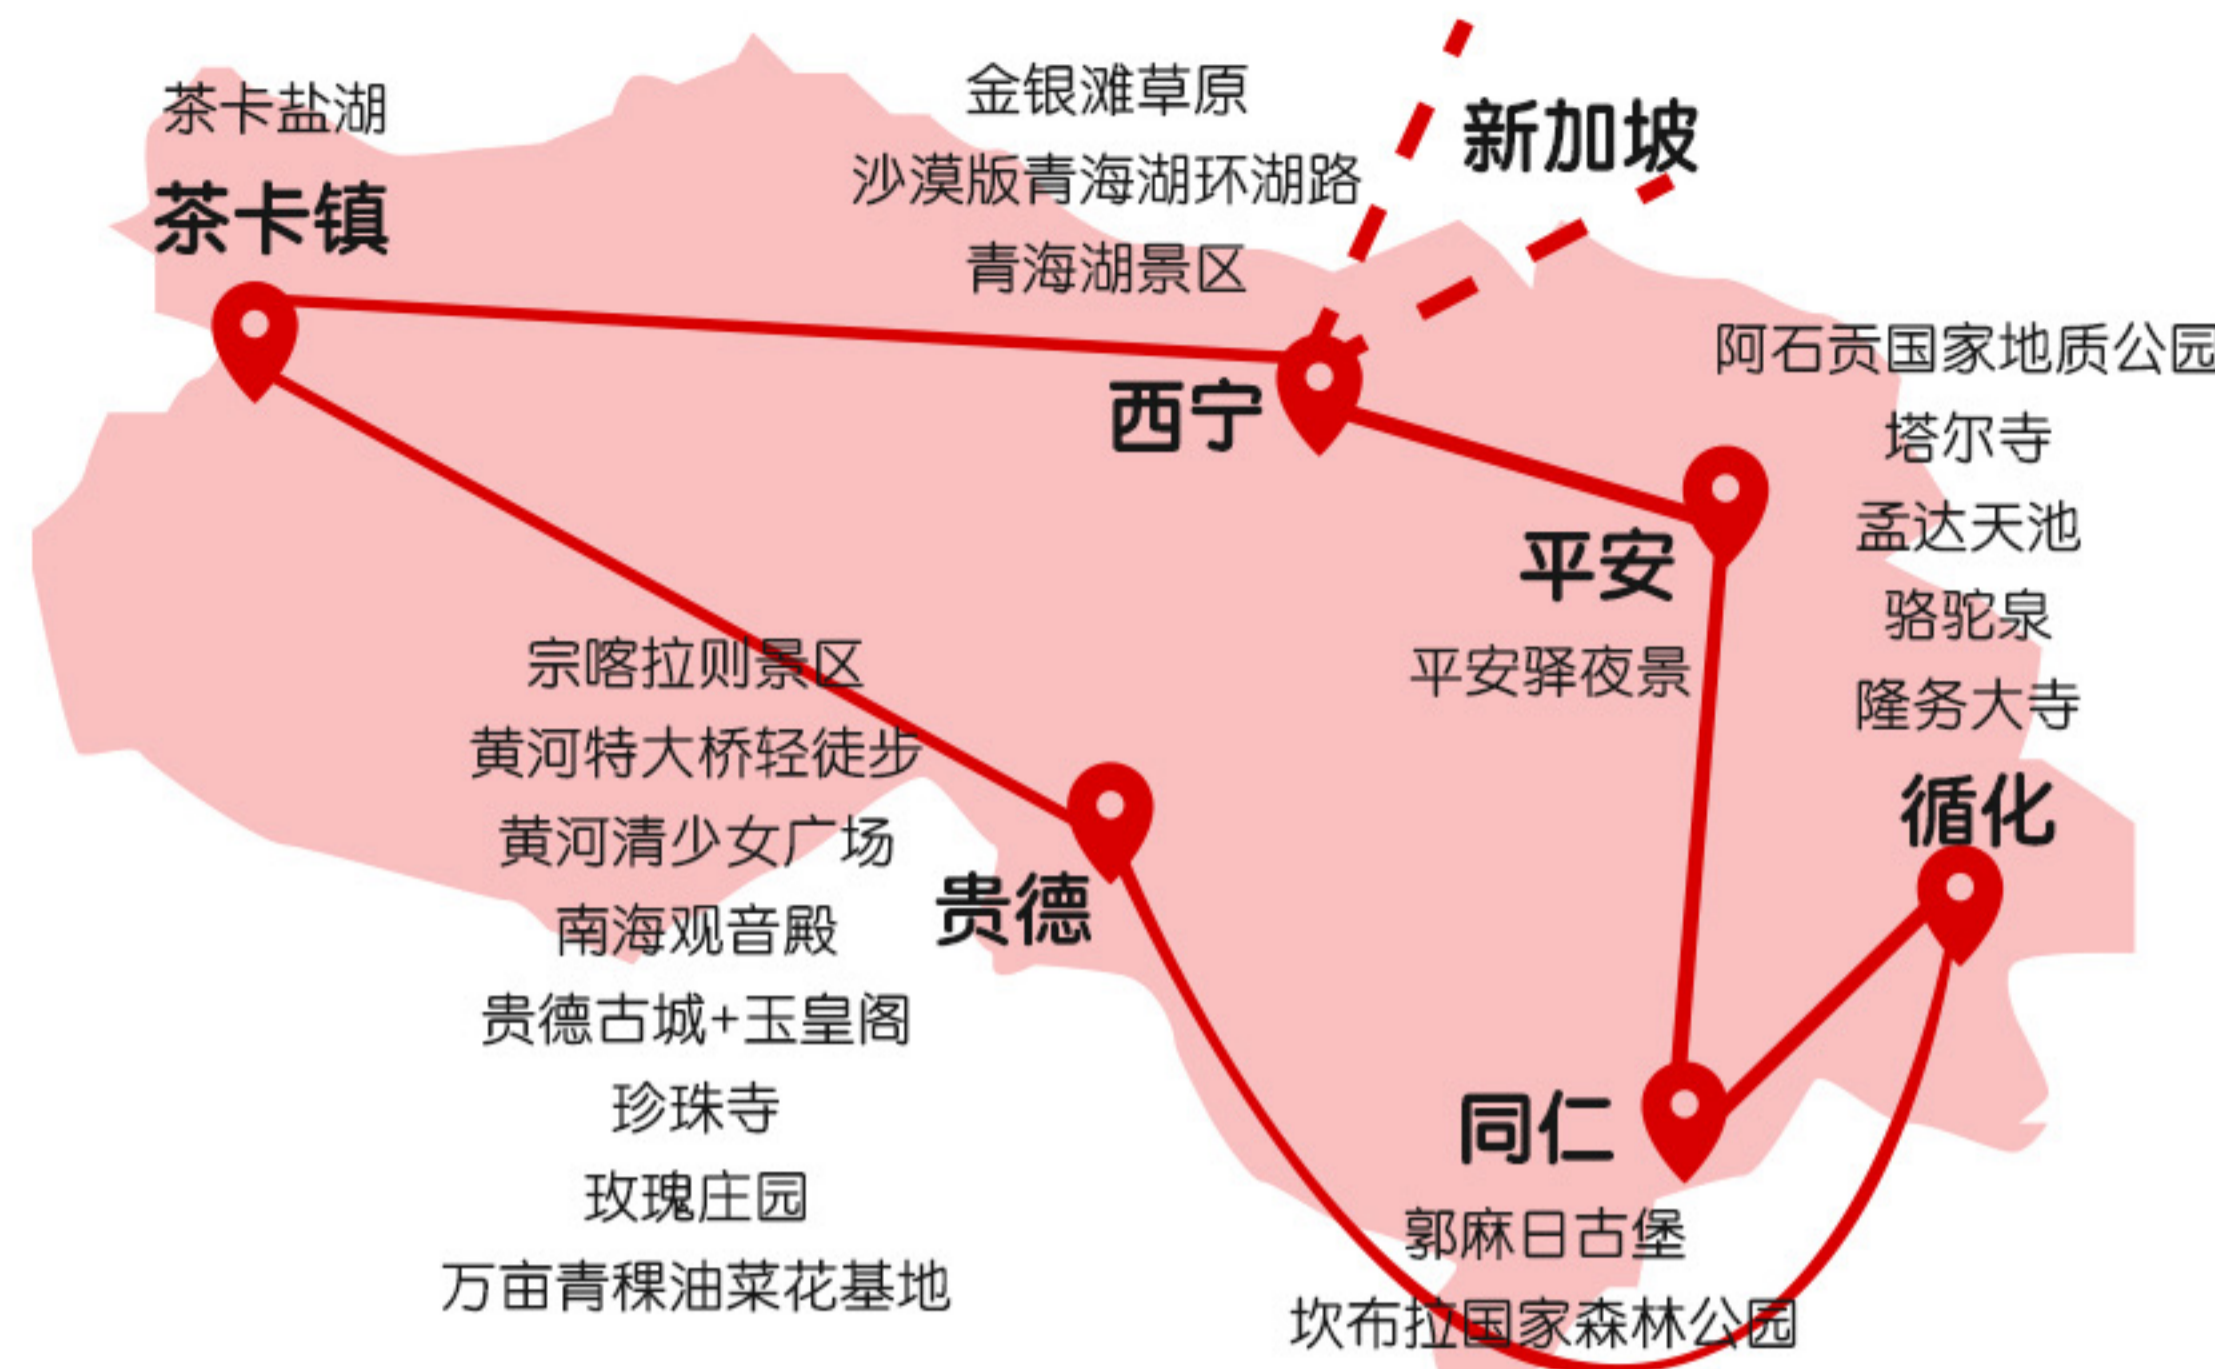 茶卡盐湖
茶卡镇
金银滩草原
沙漠版青海湖环湖路
青海湖景区
新加坡
西宁
平安
平安驿夜景
阿石贡国家地质公园
塔尔寺
孟达天池
骆驼泉
隆务大寺
循化
宗喀拉则景区
黄河特大桥轻徒步
黄河清少女广场
南海观音殿
贵德古城+玉皇阁
珍珠寺
玫瑰庄园
万亩青稞油菜花基地
贵德
同仁
郭麻日古堡
坎布拉国家森林公园